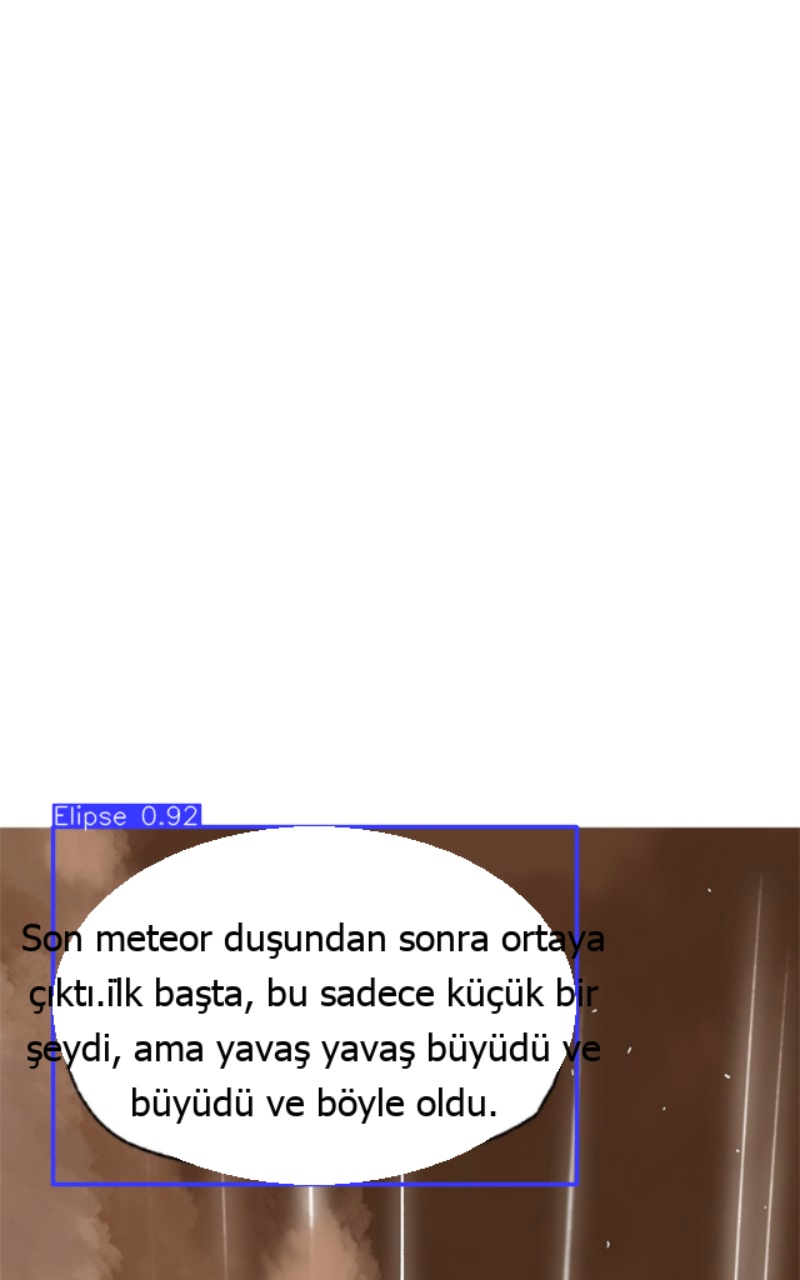 Elipse 0.92
Son meteor duşundan sonra ortaya
çıktı.i̇lk başta, bu sadece küçük bir
şeydi, ama yavaş yavaş büyüdü ve
büyüdü ve böyle oldu.